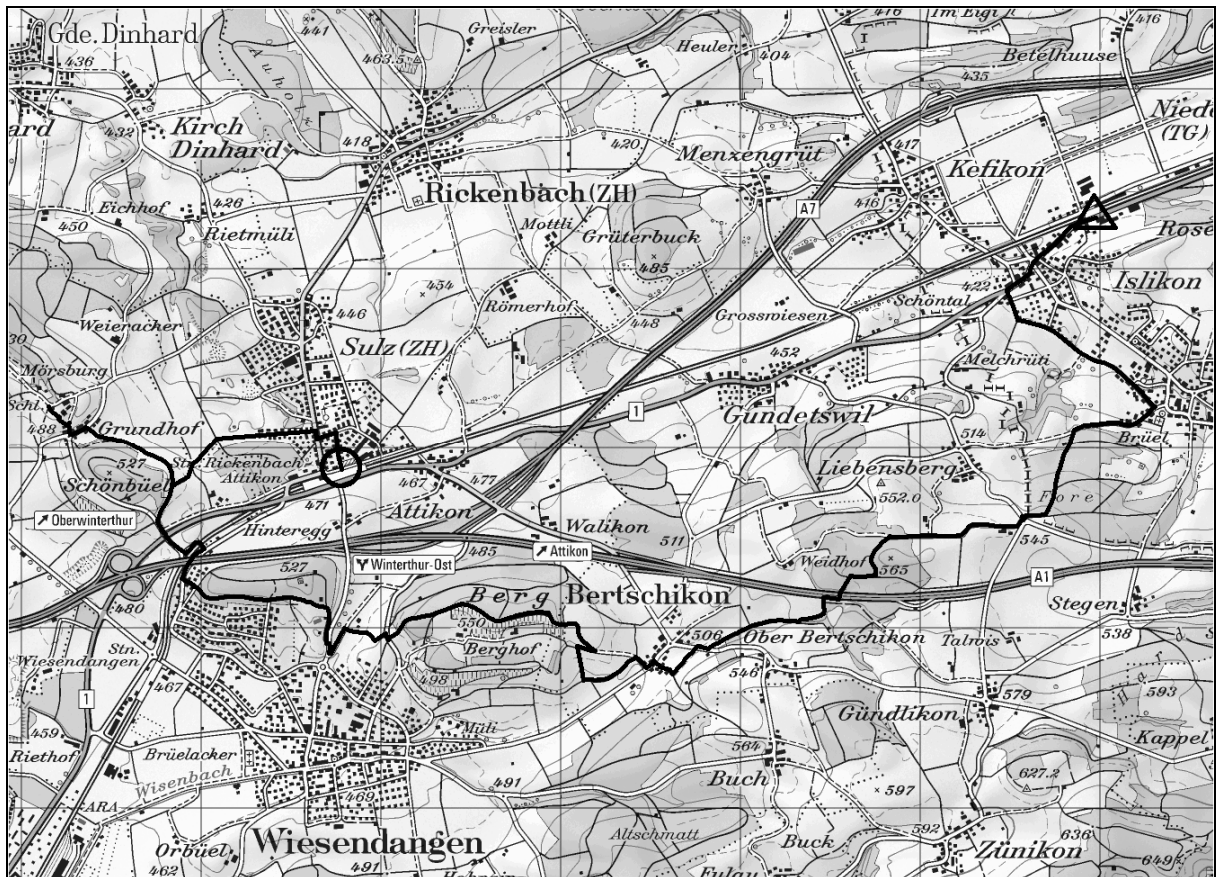 Gde. Dinhard
441
Greisler
416
Im Eigi
416
436
463.5
Heuler
404
Betelhuuse
435
Auholz
ard
432
Kirch
Dinhard
418
420
Menxengrüt
417
Kefikon
Niede
(TG)
Rickenbach (ZH)
A7
416
Eichhof
426
450
Rietmüli
Mottli
Grüterbuck
485
Rose
454
Römerhof
422
Islikon
Schöntal
446
Weieracker
448
Grosswiesen
Sulz (ZH)
30
Mörsburg
452
Melchrüti
Schl.
1
488
Grundhof
Gundetswil
514
Brüel
527
Stn. Rickenbach
Attikon
Schönbüel
467
477
Liebensberg
552.0
Fore
471
Attikon
Oberwinterthur
Hinteregg
Walikon
511
545
485
Attikon
Weidhof
565
527
Winterthur-Ost
A1
480
Berg
Bertschikon
Stegen
550
506
Ober Bertschikon
538
Stn.
Wiesendangen
Berghof
Talrois
467
498
546
579
593
1
Gündlikon
459
Müli
Riethof
Brüelacker
564
Kappel
Wisenbach
491
Buch
627.2
469
597
ARA
Altschmatt
592
636
Wiesendangen
Buck
Orbüel
462
491
Zünikon
649